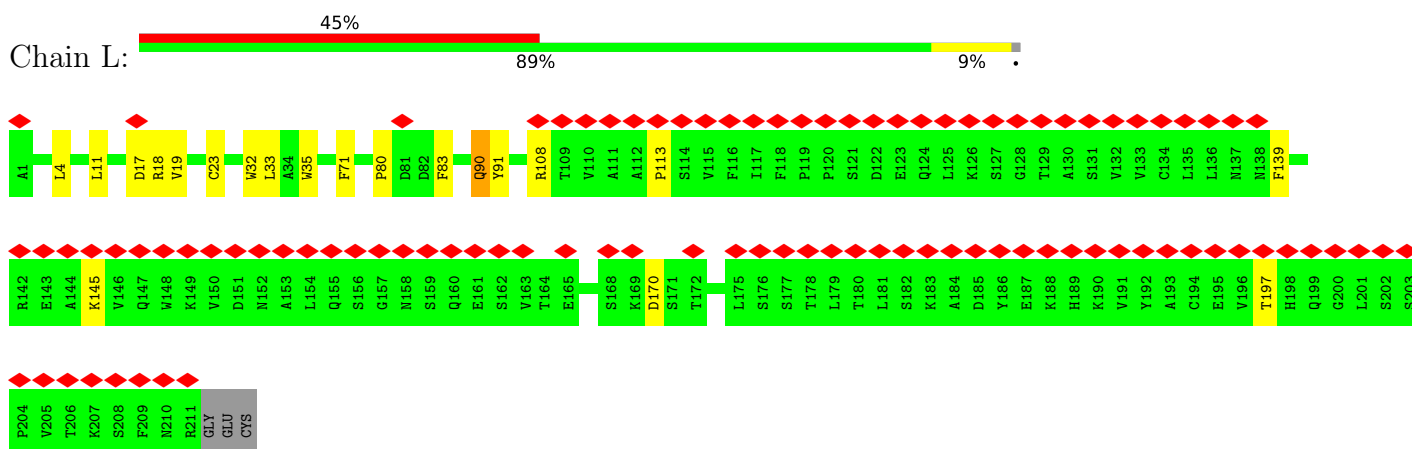 45%
Chain L:
89% 9% •
A1 L4 L11 D17 R18 V19 C23 W32 L33 A34 W35 F71 P80 D81 D82 F83 Q90 Y91 R108 T109 V110 A111 A112 P113 S114 V115 F116 I117 F118 P119 P120 S121 D122 E123 Q124 L125 K126 S127 G128 T129 A130 S131 V132 V133 C134 L135 L136 N137 N138 F139
R142 E143 A144 K145 V146 Q147 W148 K149 V150 D151 N152 A153 L154 Q155 S156 G157 N158 S159 Q160 E161 S162 V163 T164 E165 S168 K169 D170 S171 T172 L175 S176 S177 T178 L179 T180 L181 S182 K183 A184 D185 Y186 E187 K188 H189 K190 V191 Y192 A193 C194 E195 V196 T197 H198 Q199 G200 L201 S202 S203
P204 V205 T206 K207 S208 F209 N210 R211 GLY GLU CYS